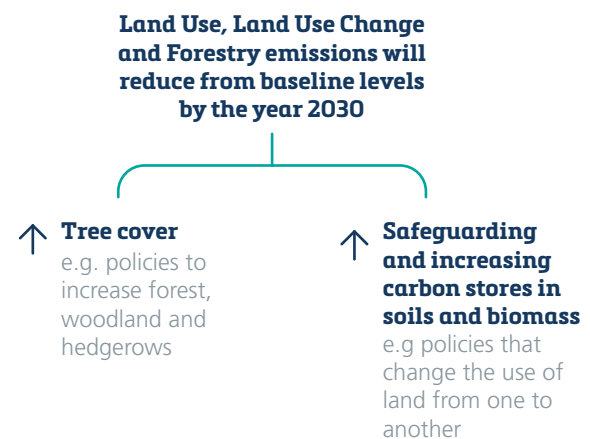 Land Use, Land Use Change
and Forestry emissions will
reduce from baseline levels
by the year 2030
Tree cover
e.g. policies to
increase forest,
woodland and
hedgerows
Safeguarding
and increasing
carbon stores in
soils and biomass
e.g policies that
change the use of
land from one to
another